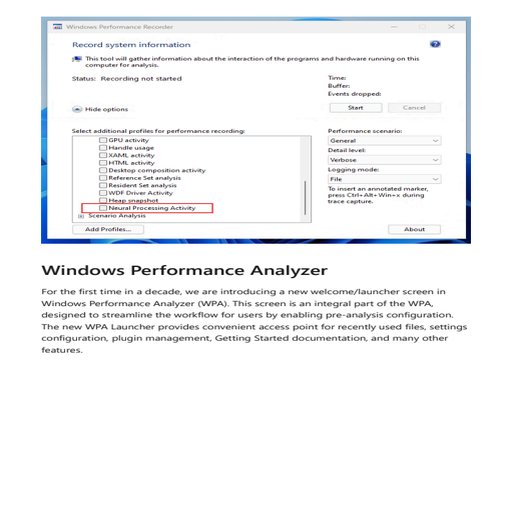 Windows Performance Recorder
Record system information
This tool will gather information about the interaction of the programs and hardware running on this
computer for analysis.
Status: Recording not started
Time:
Buffer:
Events dropped:
Hide options
Start
Cancel
Select additional profiles for performance recording:
GPU activity
Handle usage
XAML activity
HTML activity
Desktop composition activity
Reference Set analysis
Resident Set analysis
WDF Driver Activity
Heap snapshot
Neural Processing Activity
Scenario Analysis
Performance scenario:
General
Detail level:
Verbose
Logging mode:
File
To insert an annotated marker,
press Ctrl+Alt+Win+x during
trace capture.
Add Profiles...
About
Windows Performance Analyzer
For the first time in a decade, we are introducing a new welcome/launcher screen in
Windows Performance Analyzer (WPA). This screen is an integral part of the WPA,
designed to streamline the workflow for users by enabling pre-analysis configuration.
The new WPA Launcher provides convenient access point for recently used files, settings
configuration, plugin management, Getting Started documentation, and many other
features.